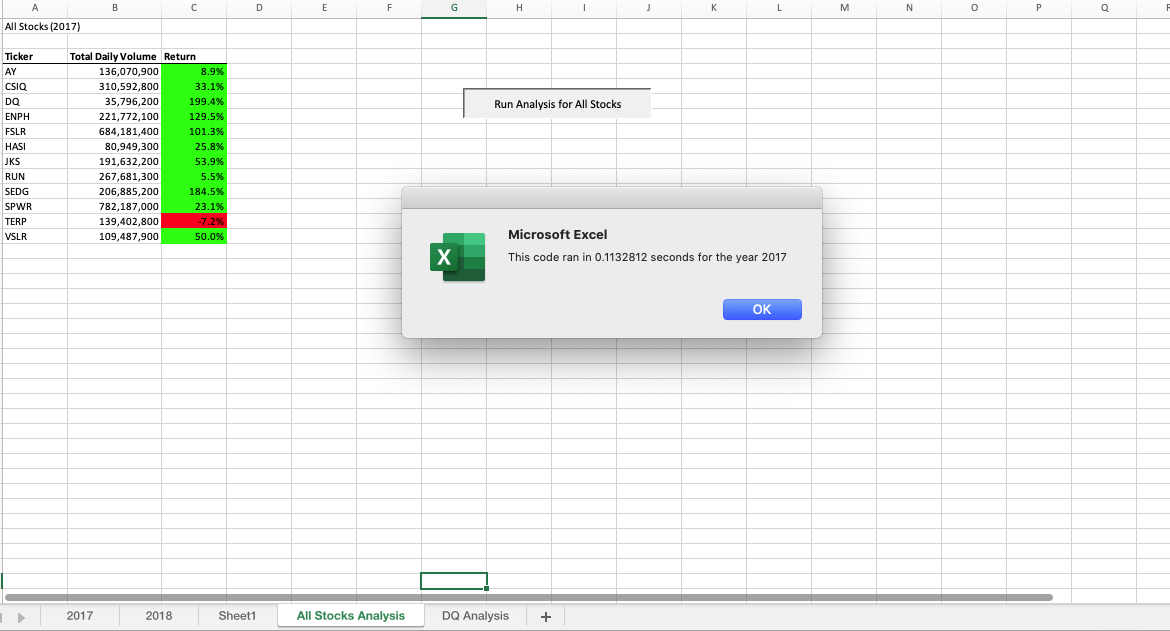 A B C D E F G H I J K L M N O P Q
All Stocks (2017)
Ticker Total Daily Volume Return
AY 136,070,900 8.9%
CSIQ 310,592,800 33.1%
DQ 35,796,200 199.4%
Run Analysis for All Stocks
ENPH 221,772,100 129.5%
FSLR 684,181,400 101.3%
HASI 80,949,300 25.8%
JKS 191,632,200 53.9%
RUN 267,681,300 5.5%
SEDG 206,885,200 184.5%
SPWR 782,187,000 23.1%
TERP 139,402,800 -7.2%
VSLR 109,487,900 50.0%
X
Microsoft Excel
This code ran in 0.1132812 seconds for the year 2017
OK
2017 2018 Sheet1 All Stocks Analysis DQ Analysis +